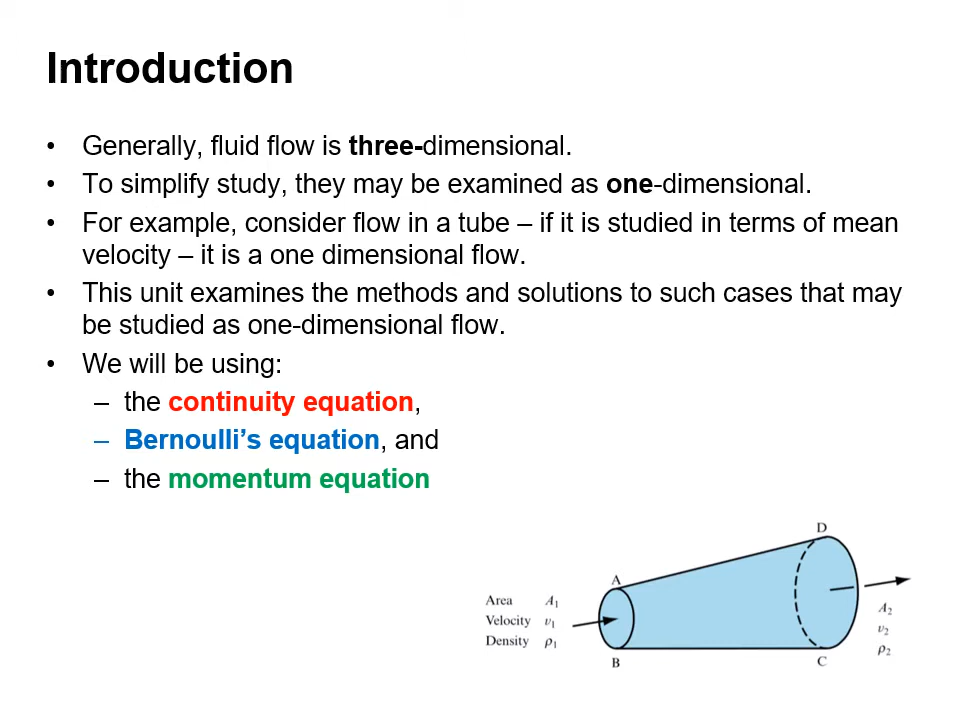 Introduction
• Generally, fluid flow is three-dimensional.
• To simplify study, they may be examined as one-dimensional.
• For example, consider flow in a tube – if it is studied in terms of mean
velocity – it is a one dimensional flow.
• This unit examines the methods and solutions to such cases that may
be studied as one-dimensional flow.
• We will be using:
– the continuity equation,
– Bernoulli’s equation, and
– the momentum equation
D
A
Area A₁
Velocity υ₁
Density ρ₁
A₂
υ₂
ρ₂
B
C